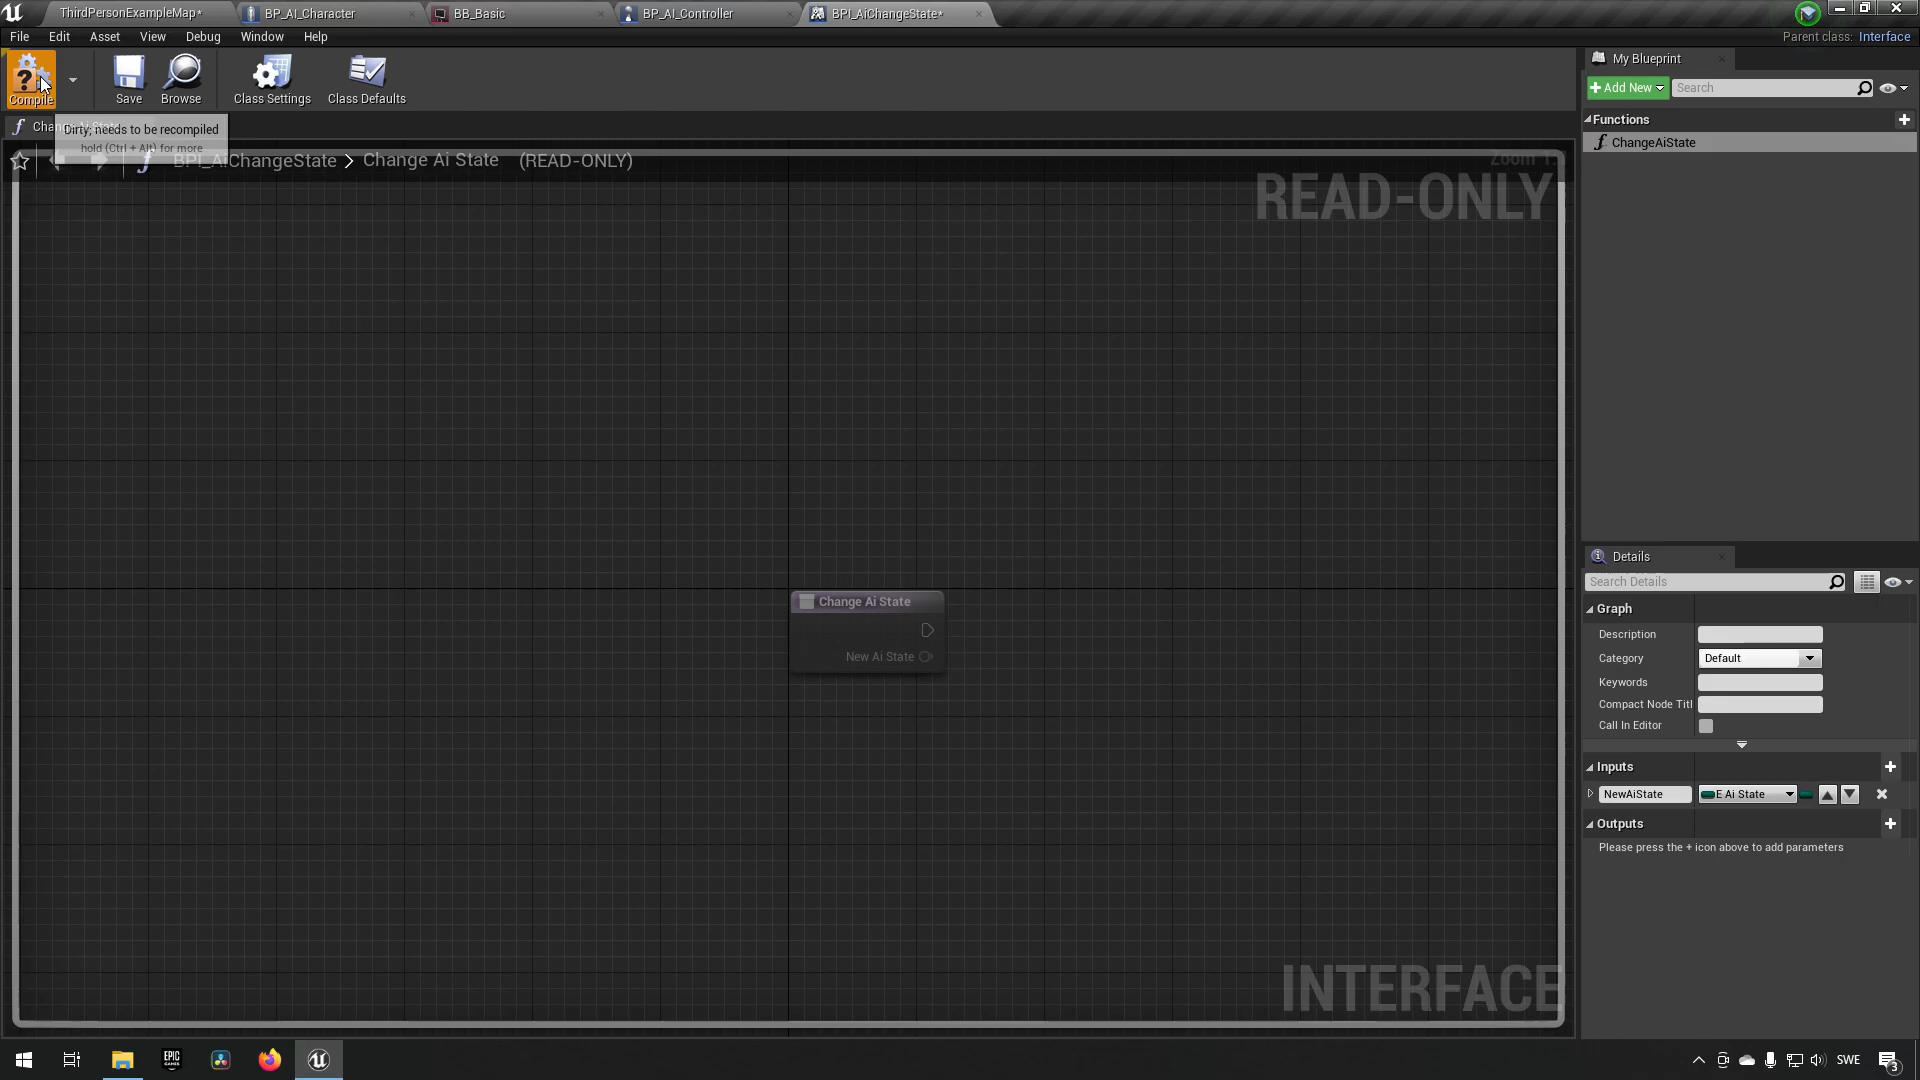 ThirdPersonExampleMap*
BP_AI_Character
BB_Basic
BP_AI_Controller
BPI_AiChangeState*
File
Edit
Asset
View
Debug
Window
Help
Parent class: Interface
Compile
Save
Browse
Class Settings
Class Defaults
Dirty; needs to be recompiled
hold (Ctrl + Alt) for more
BPI_AiChangeState > Change Ai State (READ-ONLY)
READ-ONLY
Change Ai State
New Ai State
INTERFACE
My Blueprint
+ Add New
Search
Functions
ChangeAiState
Details
Search Details
Graph
Description
Category
Default
Keywords
Compact Node Titl
Call In Editor
Inputs
NewAiState
E Ai State
Outputs
Please press the + icon above to add parameters
EPIC
GAMES
SWE
3